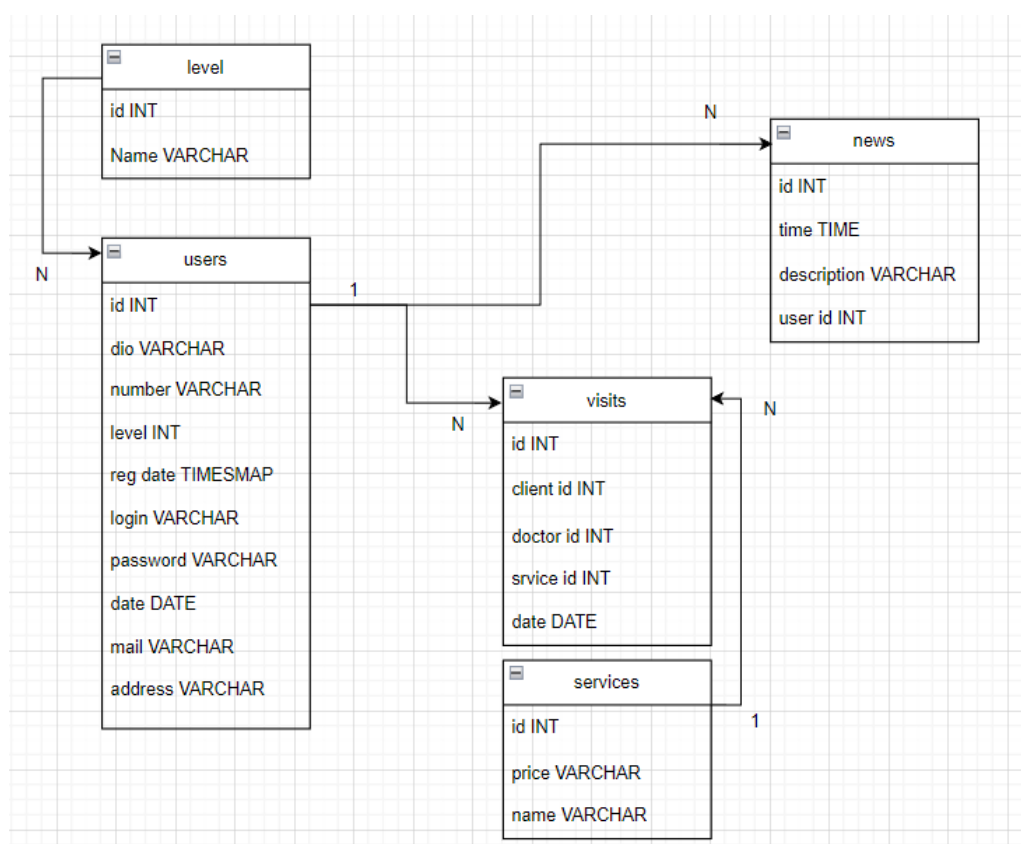 level
id INT
Name VARCHAR
N
users
id INT
dio VARCHAR
number VARCHAR
level INT
reg date TIMESMAP
login VARCHAR
password VARCHAR
date DATE
mail VARCHAR
address VARCHAR
1
N
news
id INT
time TIME
description VARCHAR
user id INT
N
visits
id INT
client id INT
doctor id INT
srvice id INT
date DATE
N
services
id INT
price VARCHAR
name VARCHAR
1